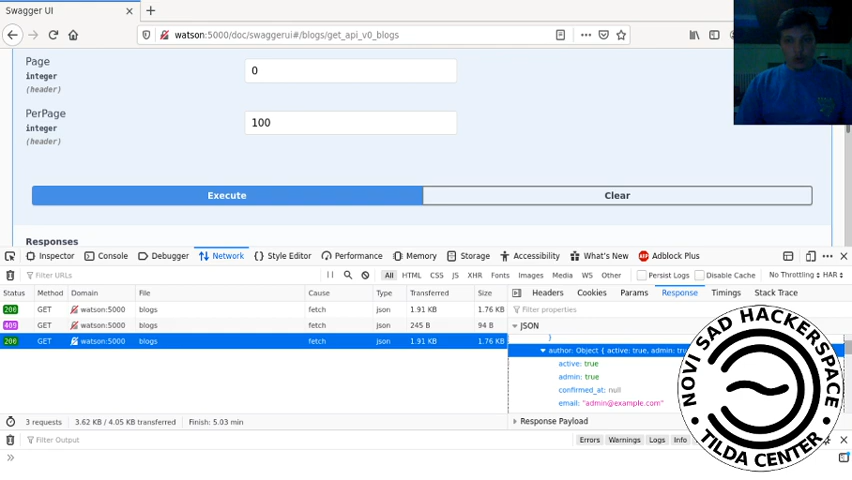 Swagger UI
watson:5000/doc/swaggerui#/blogs/get_api_v0_blogs
Page
integer
(header)
0
PerPage
integer
(header)
100
Execute
Clear
Responses
Inspector Console Debugger Network Style Editor Performance Memory Storage Accessibility What's New Adblock Plus
Filter URLs
All HTML CSS JS XHR Fonts Images Media WS Other Persist Logs Disable Cache No Throttling HAR
Status Method Domain File Cause Type Transferred Size
Headers Cookies Params Response Timings Stack Trace
200 GET watson:5000 blogs fetch json 1.91 KB 1.76 KB
409 GET watson:5000 blogs fetch json 245 B 94 B
200 GET watson:5000 blogs fetch json 1.91 KB 1.76 KB
Filter properties
JSON
}
author: Object { active: true, admin: tru
active: true
admin: true
confirmed_at: null
email: "admin@example.com"
Response Payload
3 requests 3.62 KB / 4.05 KB transferred Finish: 5.03 min
Filter Output
Errors Warnings Logs Info
NOVI SAD HACKERSPACE
TILDA CENTER